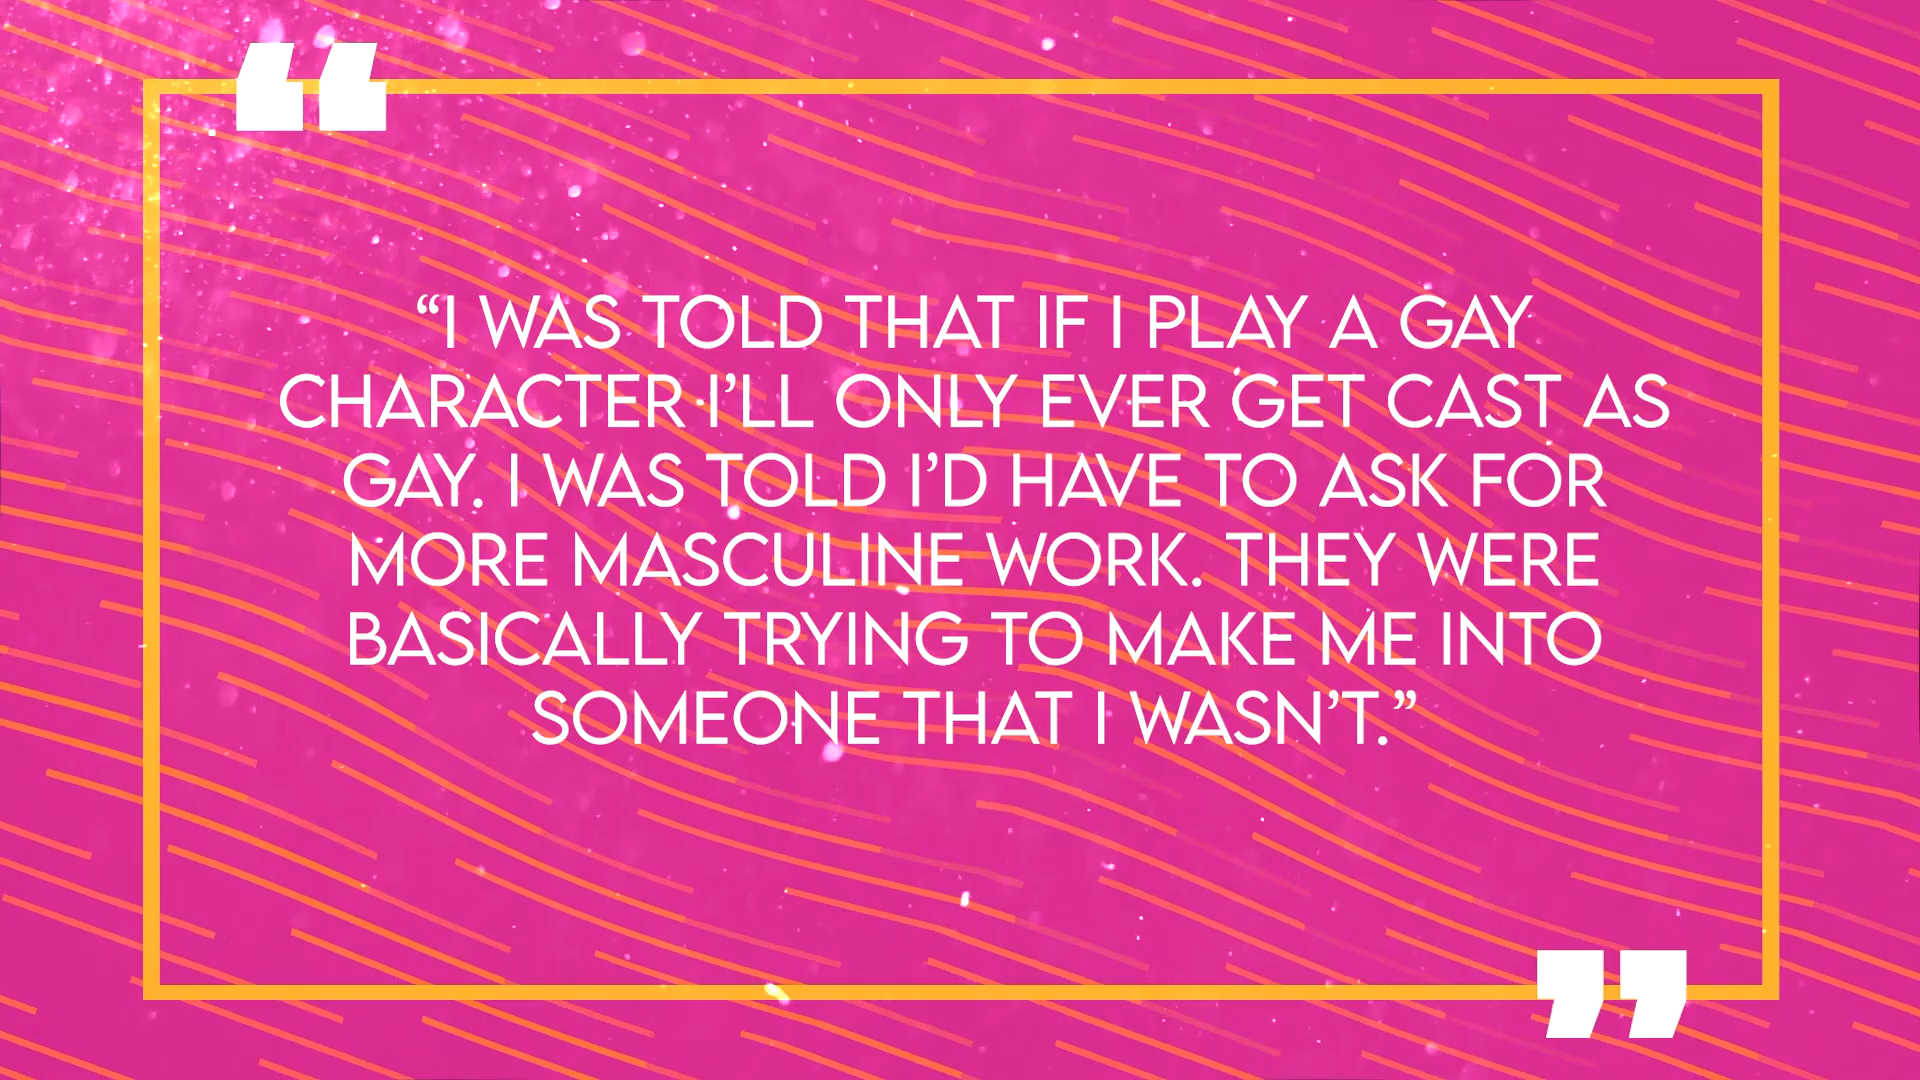 “I WAS TOLD THAT IF I PLAY A GAY
CHARACTER I’LL ONLY EVER GET CAST AS
GAY. I WAS TOLD I’D HAVE TO ASK FOR
MORE MASCULINE WORK. THEY WERE
BASICALLY TRYING TO MAKE ME INTO
SOMEONE THAT I WASN’T.”